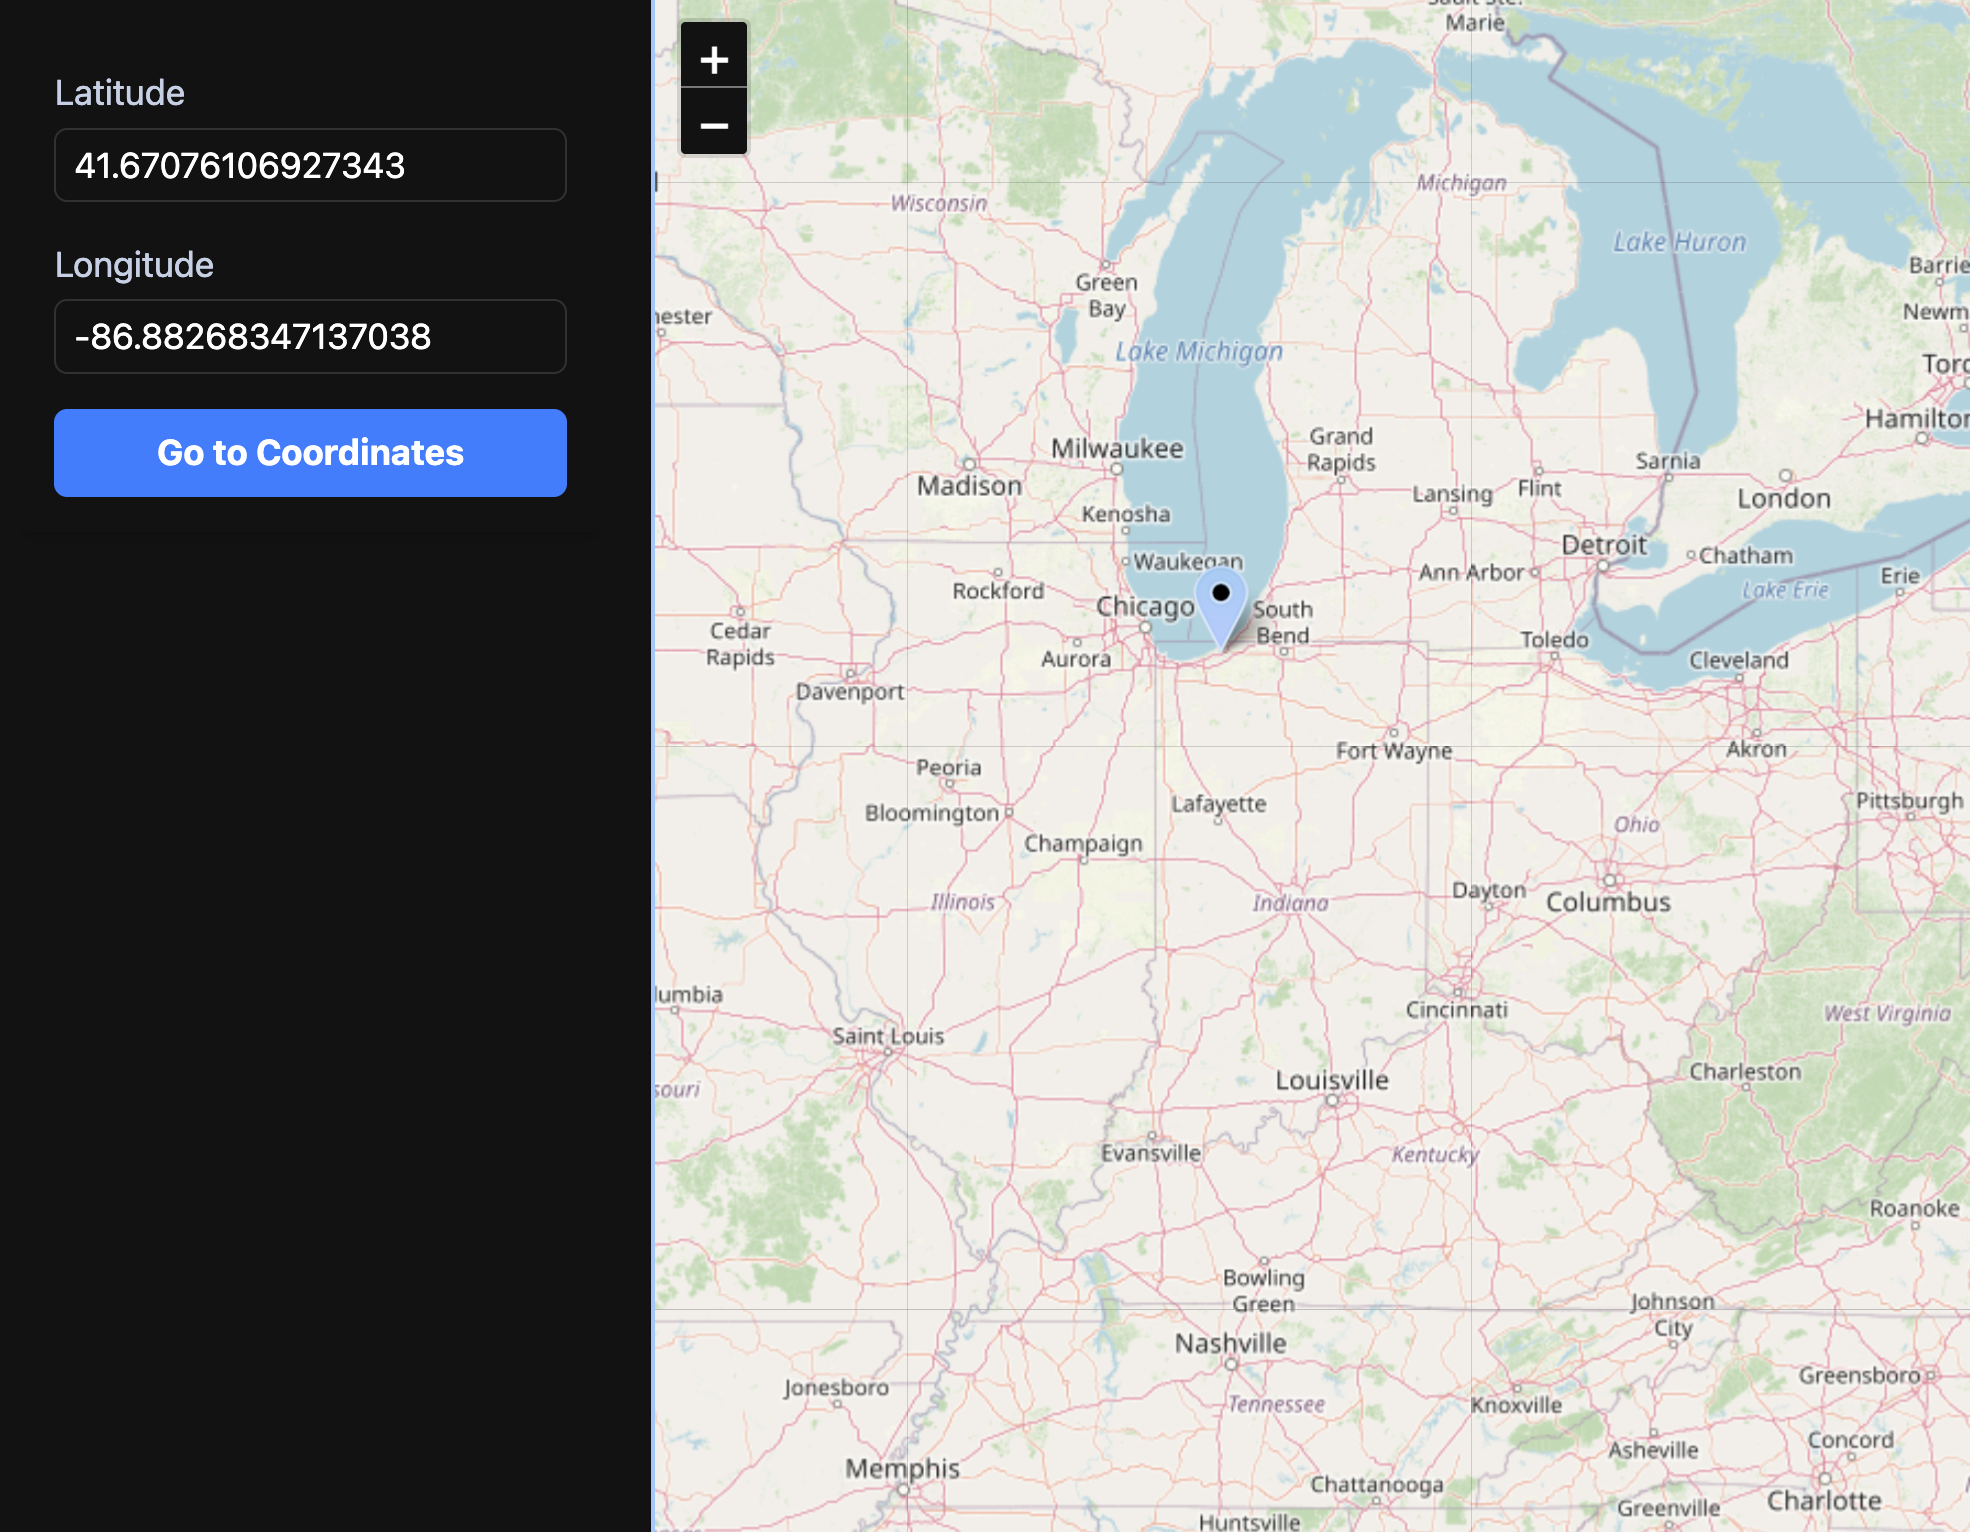 Latitude
41.67076106927343
Longitude
-86.88268347137038
Go to Coordinates
+
−
Marie
Wisconsin
Michigan
Lake Huron
Barrie
Green
Bay
Newm
hester
Lake Michigan
Toro
Hamilton
Grand
Rapids
Milwaukee
Madison
Sarnia
Lansing
Flint
London
Kenosha
Detroit
Waukegan
Chatham
Ann Arbor
Erie
Lake Erie
Rockford
Chicago
South
Bend
Cedar
Rapids
Toledo
Aurora
Cleveland
Davenport
Fort Wayne
Akron
Peoria
Lafayette
Pittsburgh
Bloomington
Ohio
Champaign
Illinois
Indiana
Dayton
Columbus
lumbia
Cincinnati
West Virginia
Saint Louis
Charleston
Louisville
souri
Evansville
Kentucky
Roanoke
Bowling
Green
Johnson
City
Nashville
Greensboro
Jonesboro
Tennessee
Knoxville
Concord
Asheville
Memphis
Chattanooga
Charlotte
Greenville
Huntsville